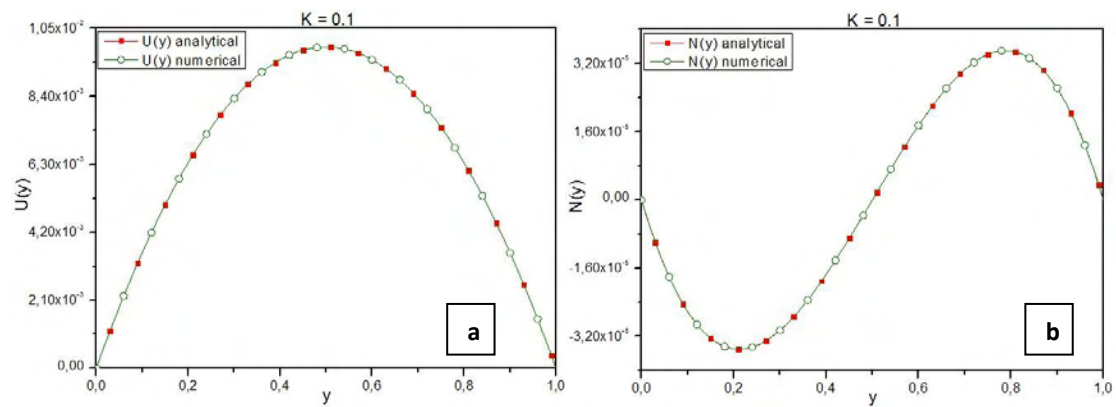 K = 0.1
1,05x10⁻²
8,40x10⁻³
6,30x10⁻³
4,20x10⁻³
2,10x10⁻³
0,00
U(y)
U(y) analytical
U(y) numerical
a
0,0 0,2 0,4 0,6 0,8 1,0
y
K = 0.1
3,20x10⁻⁵
1,60x10⁻⁵
0,00
-1,60x10⁻⁵
-3,20x10⁻⁵
N(y)
N(y) analytical
N(y) numerical
b
0,0 0,2 0,4 0,6 0,8 1,0
y